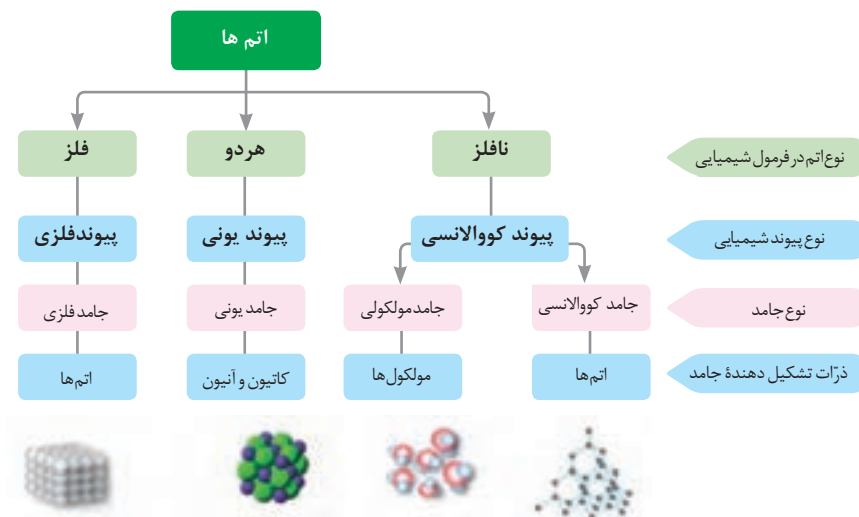 اتم ها
نوع اتم در فرمول شیمیایی
نافلز
هردو
فلز
نوع پیوند شیمیایی
پیوند کووالانسی
پیوند یونی
پیوند فلزی
نوع جامد
جامد کووالانسی
جامد مولکولی
جامد یونی
جامد فلزی
ذرّات تشکیل دهندهٔ جامد
اتم‌ها
مولکول‌ها
کاتیون و آنیون
اتم‌ها